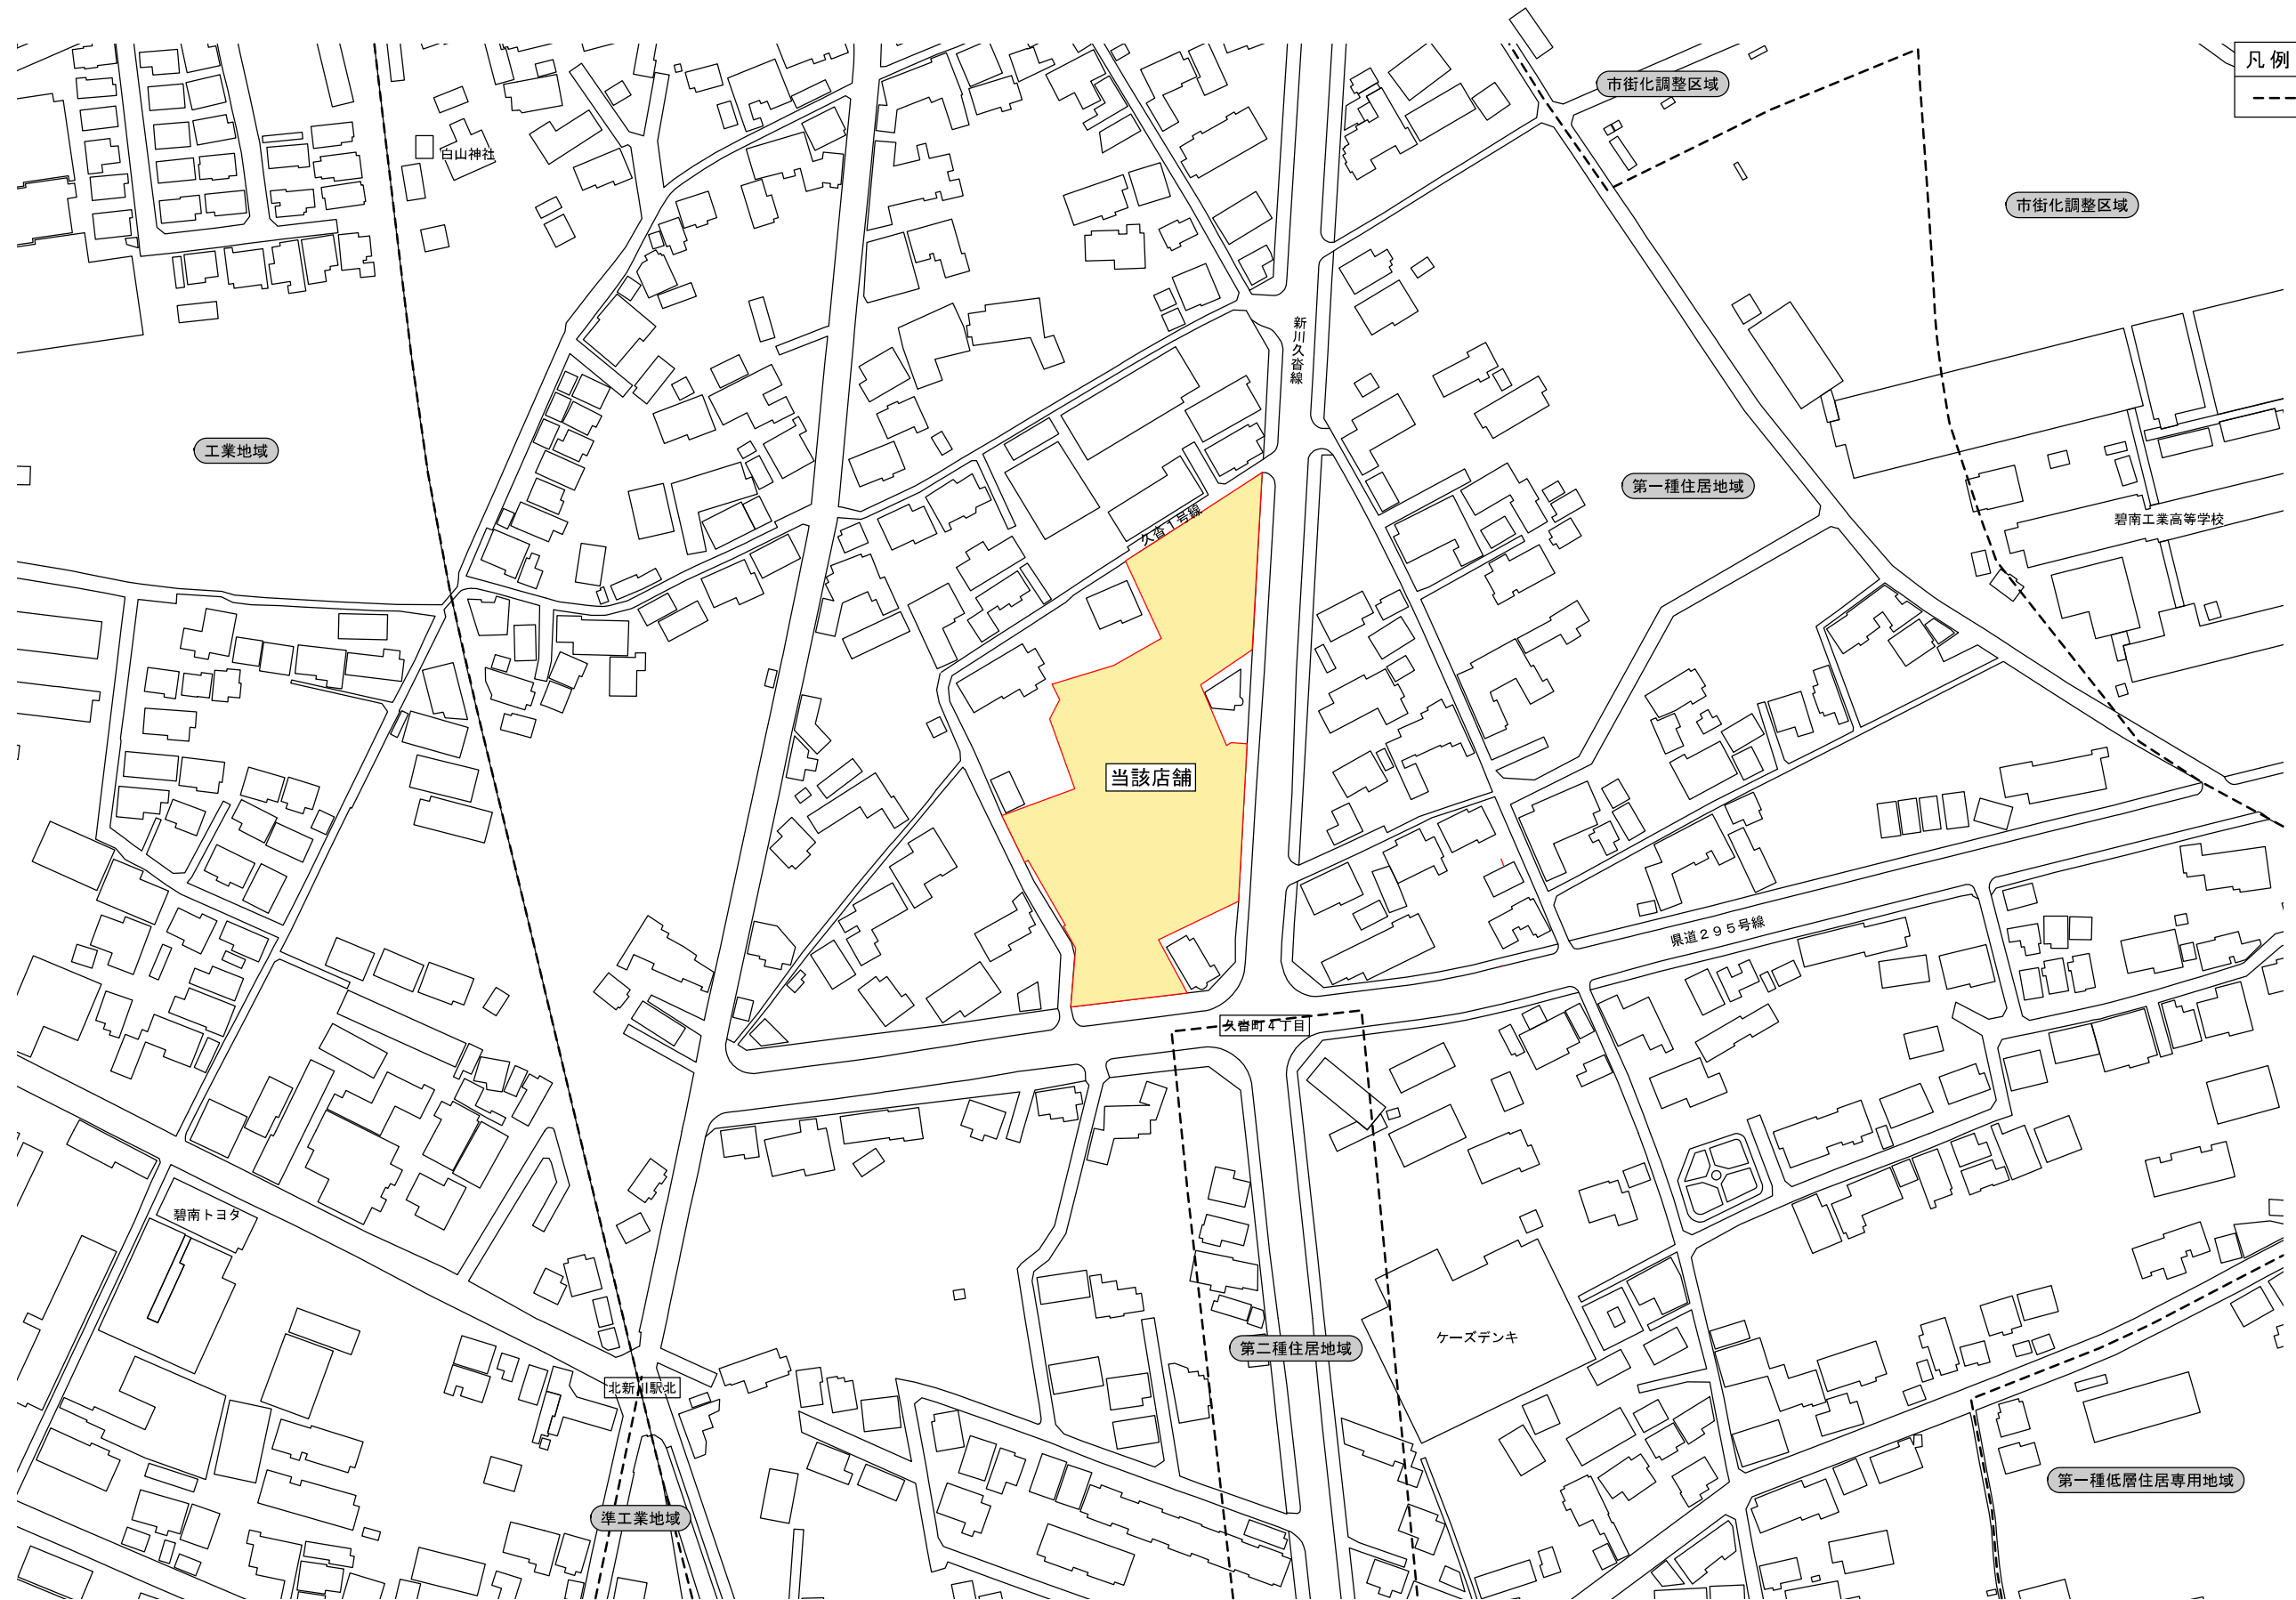 凡例
市街化調整区域
白山神社
市街化調整区域
新川久沓線
工業地域
第一種住居地域
碧南工業高等学校
久沓1号線
当該店舗
県道295号線
久沓町4丁目
碧南トヨタ
ケーズデンキ
第二種住居地域
北新川駅北
第一種低層住居専用地域
準工業地域